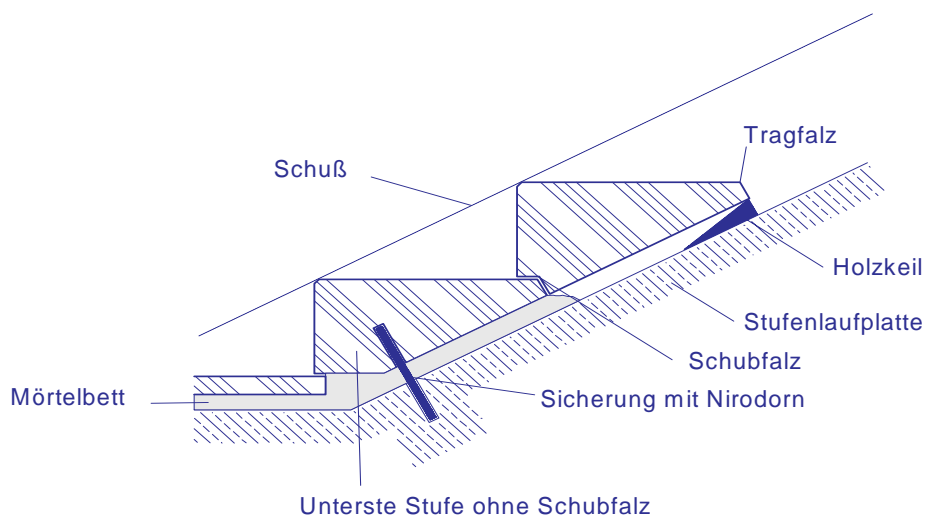 Tragfalz
Schuß
Holzkeil
Stufenlaufplatte
Schubfalz
Mörtelbett
Sicherung mit Nirodorn
Unterste Stufe ohne Schubfalz